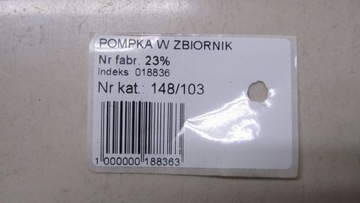 POMPKA W ZBIORNIK
Nr fabr. 23%
Indeks 018836
Nr kat.: 148/103
1 000000 188363